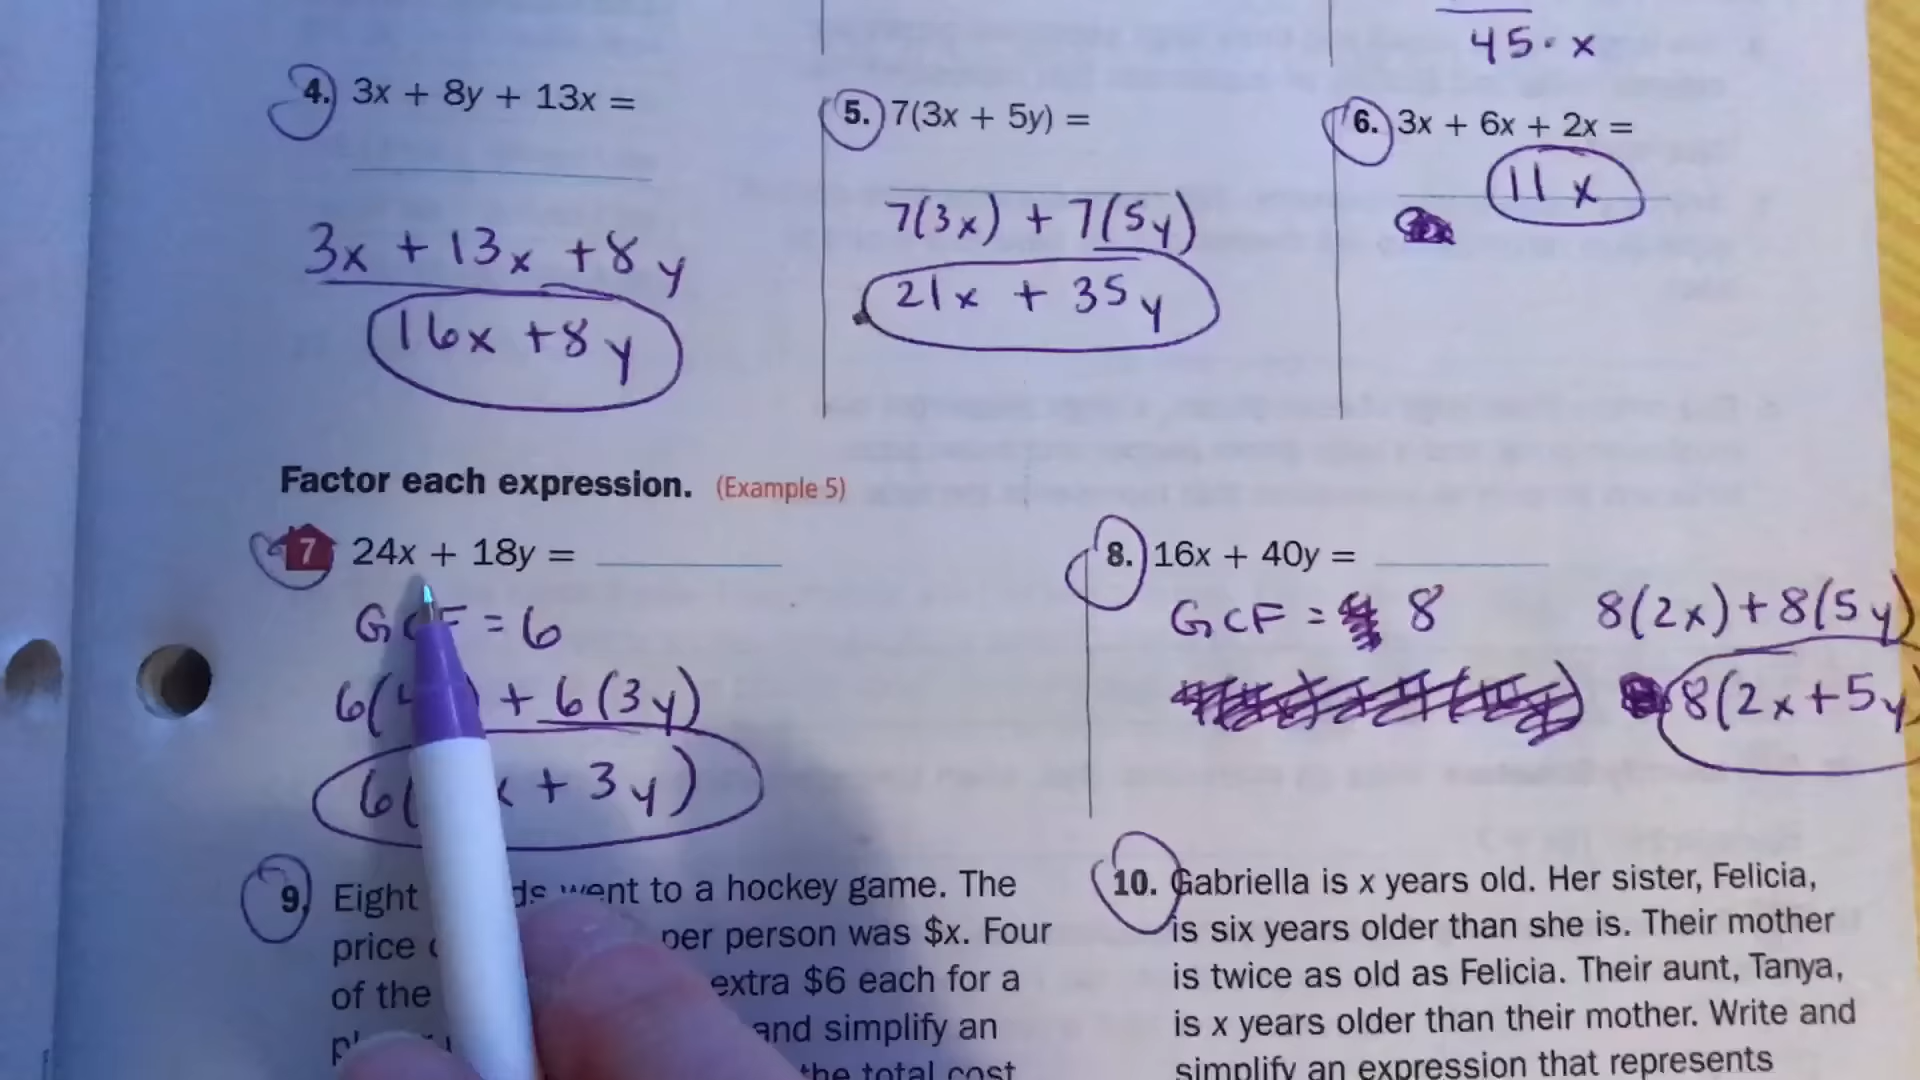 45 · x
4. 3x + 8y + 13x =
3x + 13x + 8y
16x + 8y
5. 7(3x + 5y) =
7(3x) + 7(5y)
21x + 35y
6. 3x + 6x + 2x =
11x
Factor each expression. (Example 5)
7 24x + 18y =
GCF = 6
6( ) + 6(3y)
6( x + 3y)
8. 16x + 40y =
GCF = 8
8(2x) + 8(5y)
8(2x + 5y
9. Eight went to a hockey game. The
price per person was $x. Four
of the extra $6 each for a
and simplify an
the total cost
10. Gabriella is x years old. Her sister, Felicia,
is six years older than she is. Their mother
is twice as old as Felicia. Their aunt, Tanya,
is x years older than their mother. Write and
simplify an expression that represents